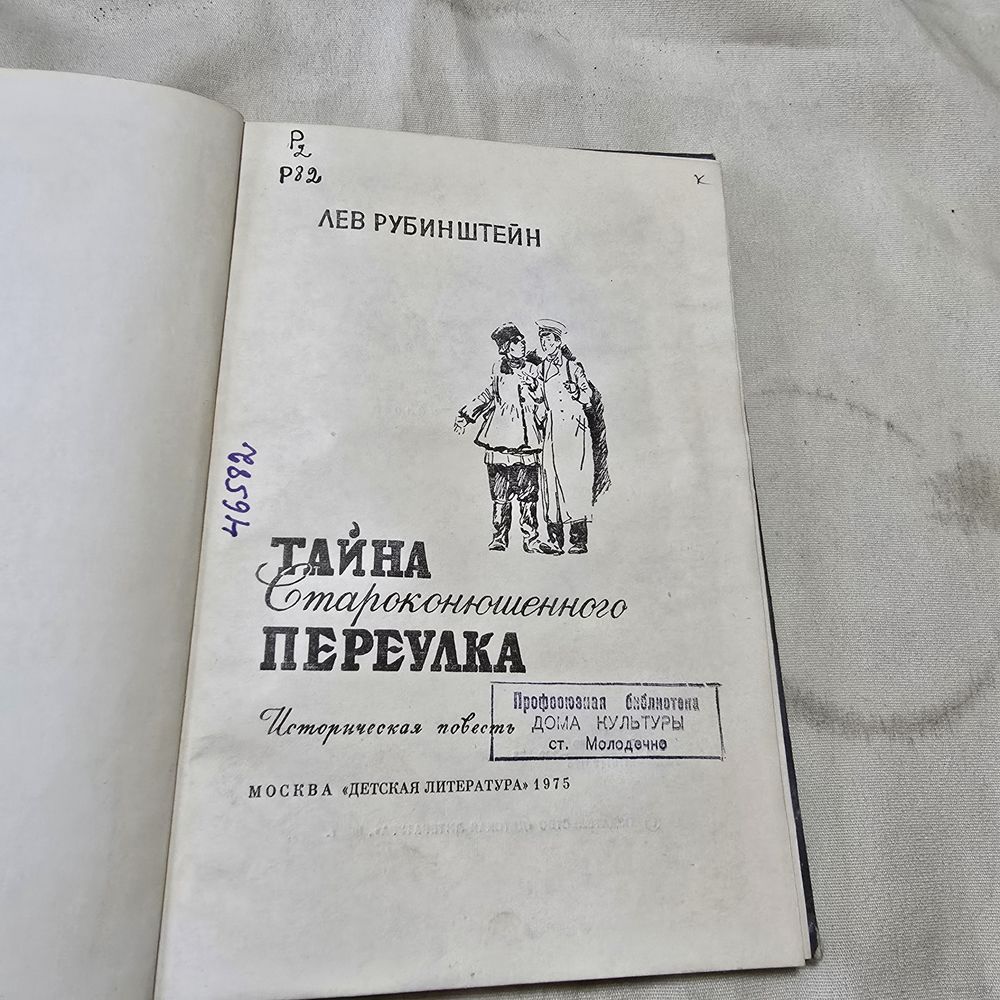 Р2
Р82
к
ЛЕВ РУБИНШТЕЙН
46582
ТАЙНА
Староконюшенного
ПЕРЕУЛКА
Историческая повесть
Профсоюзная библиотека
ДОМА КУЛЬТУРЫ
ст. Молодечно
МОСКВА «ДЕТСКАЯ ЛИТЕРАТУРА» 1975